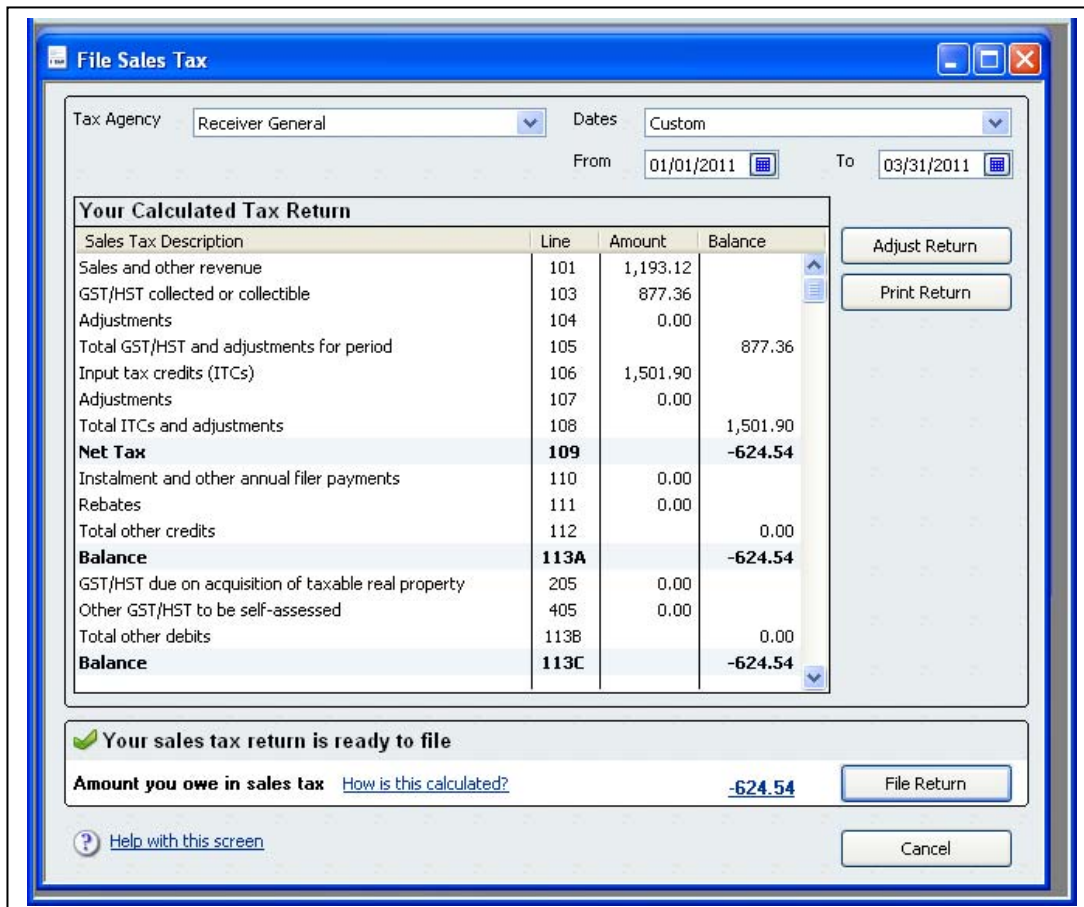 File Sales Tax
Tax Agency Receiver General Dates Custom
From 01/01/2011 To 03/31/2011
Your Calculated Tax Return
Sales Tax Description Line Amount Balance
Adjust Return
Sales and other revenue 101 1,193.12
GST/HST collected or collectible 103 877.36
Print Return
Adjustments 104 0.00
Total GST/HST and adjustments for period 105 877.36
Input tax credits (ITCs) 106 1,501.90
Adjustments 107 0.00
Total ITCs and adjustments 108 1,501.90
Net Tax 109 -624.54
Instalment and other annual filer payments 110 0.00
Rebates 111 0.00
Total other credits 112 0.00
Balance 113A -624.54
GST/HST due on acquisition of taxable real property 205 0.00
Other GST/HST to be self-assessed 405 0.00
Total other debits 113B 0.00
Balance 113C -624.54
Your sales tax return is ready to file
Amount you owe in sales tax How is this calculated? -624.54 File Return
? Help with this screen
Cancel